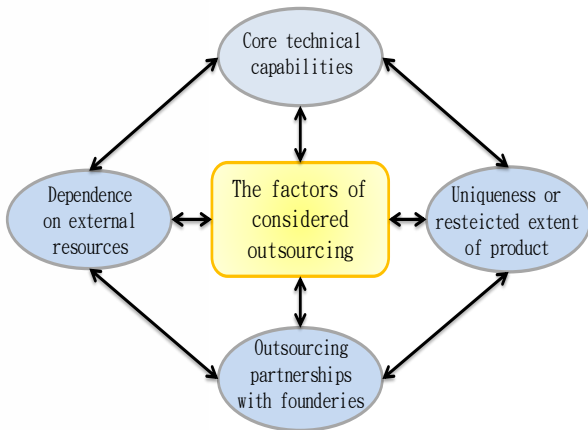 Core technical
capabilities
Dependence
on external
resources
The factors of
considered
outsourcing
Uniqueness or
resteicted extent
of product
Outsourcing
partnerships
with founderies